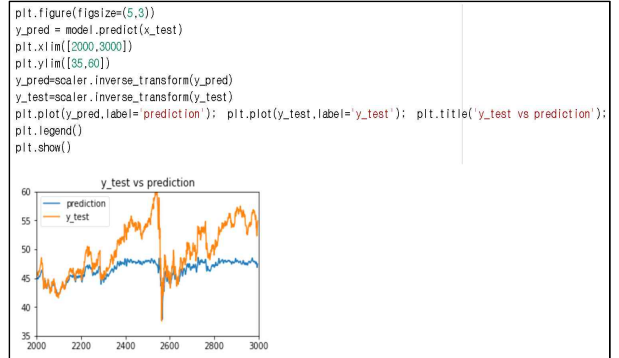 plt.figure(figsize=(5,3))
y_pred = model.predict(x_test)
plt.xlim([2000,3000])
plt.ylim([35,60])
y_pred=scaler.inverse_transform(y_pred)
y_test=scaler.inverse_transform(y_test)
plt.plot(y_pred,label='prediction'); plt.plot(y_test,label='y_test'); plt.title('y_test vs prediction');
plt.legend()
plt.show()
y_test vs prediction
prediction
y_test
60
55
50
45
40
35
2000 2200 2400 2600 2800 3000